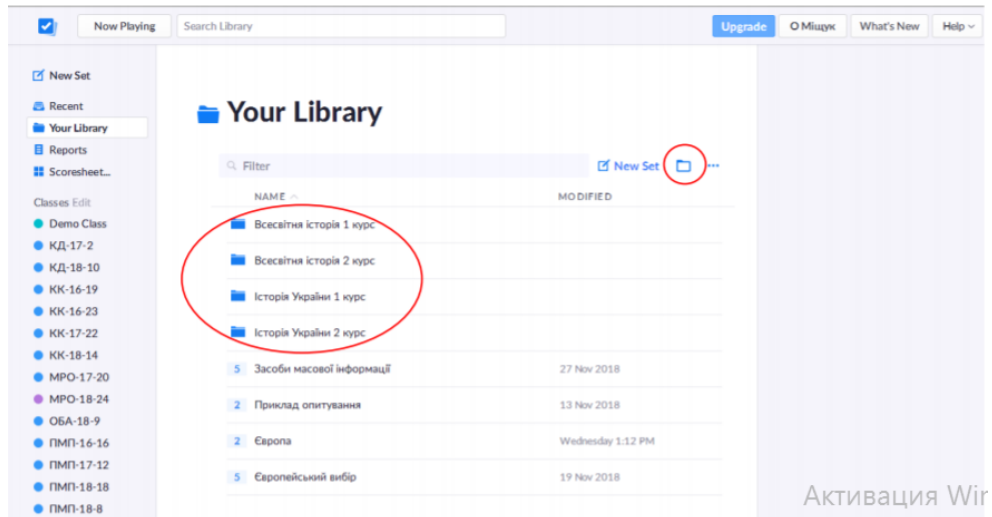 Now Playing Search Library Upgrade О Міщук What's New Help
New Set
Recent
Your Library
Reports
Scoresheet...
Classes Edit
Demo Class
КД-17-2
КД-18-10
КК-16-19
КК-16-23
КК-17-22
КК-18-14
МРО-17-20
МРО-18-24
ОБА-18-9
ПМП-16-16
ПМП-17-12
ПМП-18-18
ПМП-18-8
Your Library
Filter New Set
NAME MODIFIED
Всесвітня історія 1 курс
Всесвітня історія 2 курс
Історія України 1 курс
Історія України 2 курс
5 Засоби масової інформації 27 Nov 2018
2 Приклад опитування 13 Nov 2018
2 Європа Wednesday 1:12 PM
5 Європейський вибір 19 Nov 2018
Активация Wir